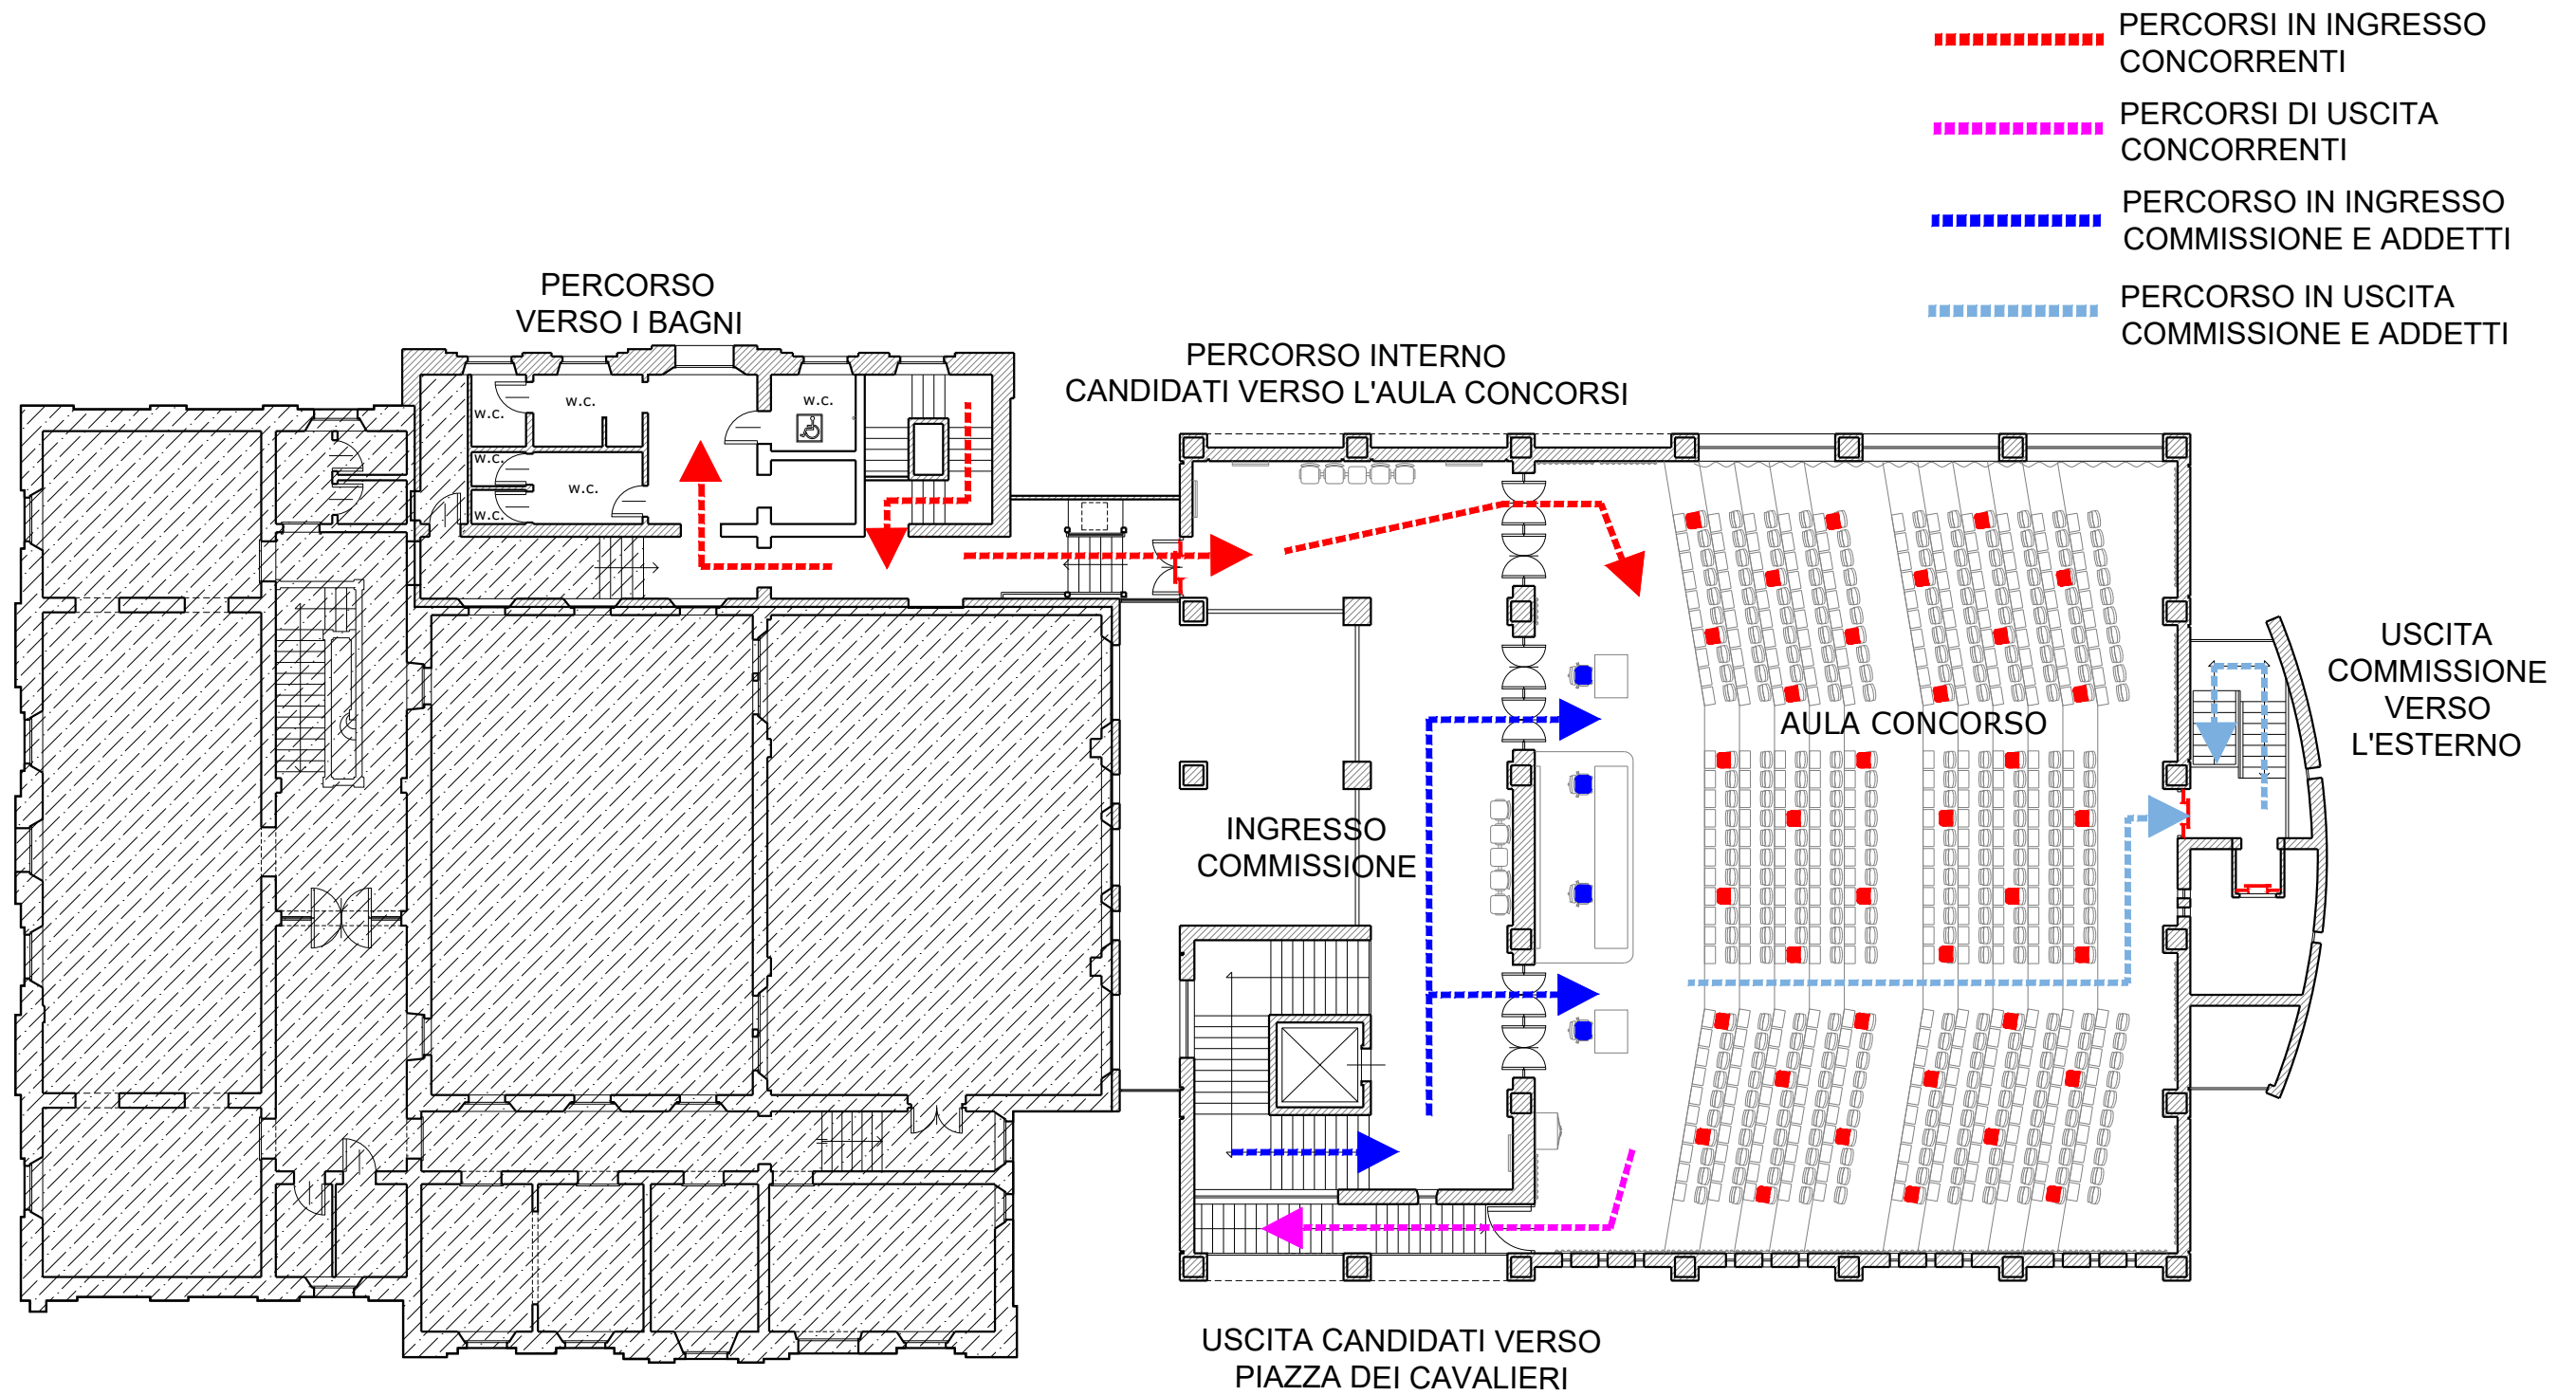 PERCORSI IN INGRESSO
CONCORRENTI
PERCORSI DI USCITA
CONCORRENTI
PERCORSO IN INGRESSO
COMMISSIONE E ADDETTI
PERCORSO IN USCITA
COMMISSIONE E ADDETTI
PERCORSO
VERSO I BAGNI
PERCORSO INTERNO
CANDIDATI VERSO L'AULA CONCORSI
w.c.
w.c.
w.c.
w.c.
w.c.
w.c.
USCITA
COMMISSIONE
VERSO
L'ESTERNO
AULA CONCORSO
INGRESSO
COMMISSIONE
USCITA CANDIDATI VERSO
PIAZZA DEI CAVALIERI